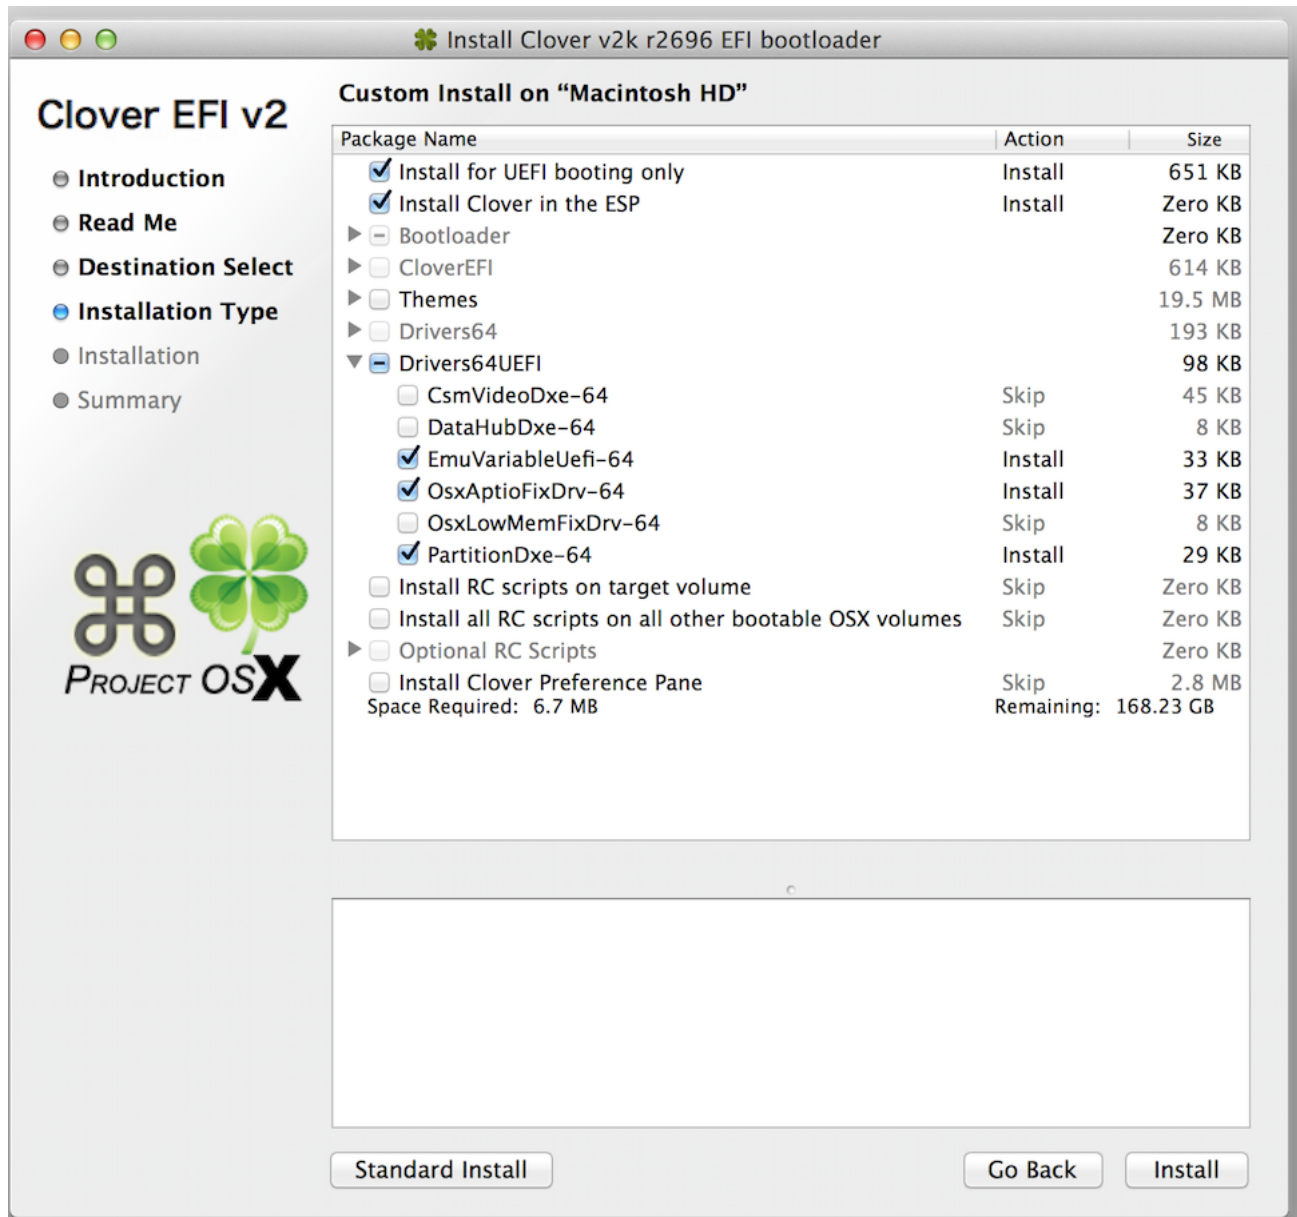 Install Clover v2k r2696 EFI bootloader
Clover EFI v2
Introduction
Read Me
Destination Select
Installation Type
Installation
Summary
PROJECT OSX
Custom Install on “Macintosh HD”
Package Name Action Size
Install for UEFI booting only Install 651 KB
Install Clover in the ESP Install Zero KB
Bootloader Zero KB
CloverEFI 614 KB
Themes 19.5 MB
Drivers64 193 KB
Drivers64UEFI 98 KB
CsmVideoDxe-64 Skip 45 KB
DataHubDxe-64 Skip 8 KB
EmuVariableUefi-64 Install 33 KB
OsxAptioFixDrv-64 Install 37 KB
OsxLowMemFixDrv-64 Skip 8 KB
PartitionDxe-64 Install 29 KB
Install RC scripts on target volume Skip Zero KB
Install all RC scripts on all other bootable OSX volumes Skip Zero KB
Optional RC Scripts Zero KB
Install Clover Preference Pane Skip 2.8 MB
Space Required: 6.7 MB Remaining: 168.23 GB
Standard Install Go Back Install